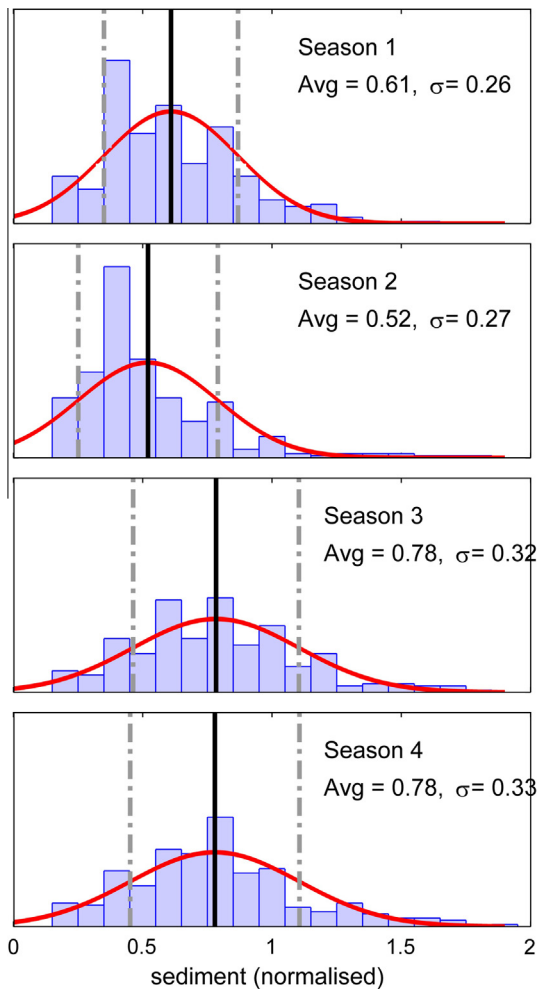 Season 1
Avg = 0.61, σ= 0.26
Season 2
Avg = 0.52, σ= 0.27
Season 3
Avg = 0.78, σ= 0.32
Season 4
Avg = 0.78, σ= 0.33
0 0.5 1 1.5 2
sediment (normalised)